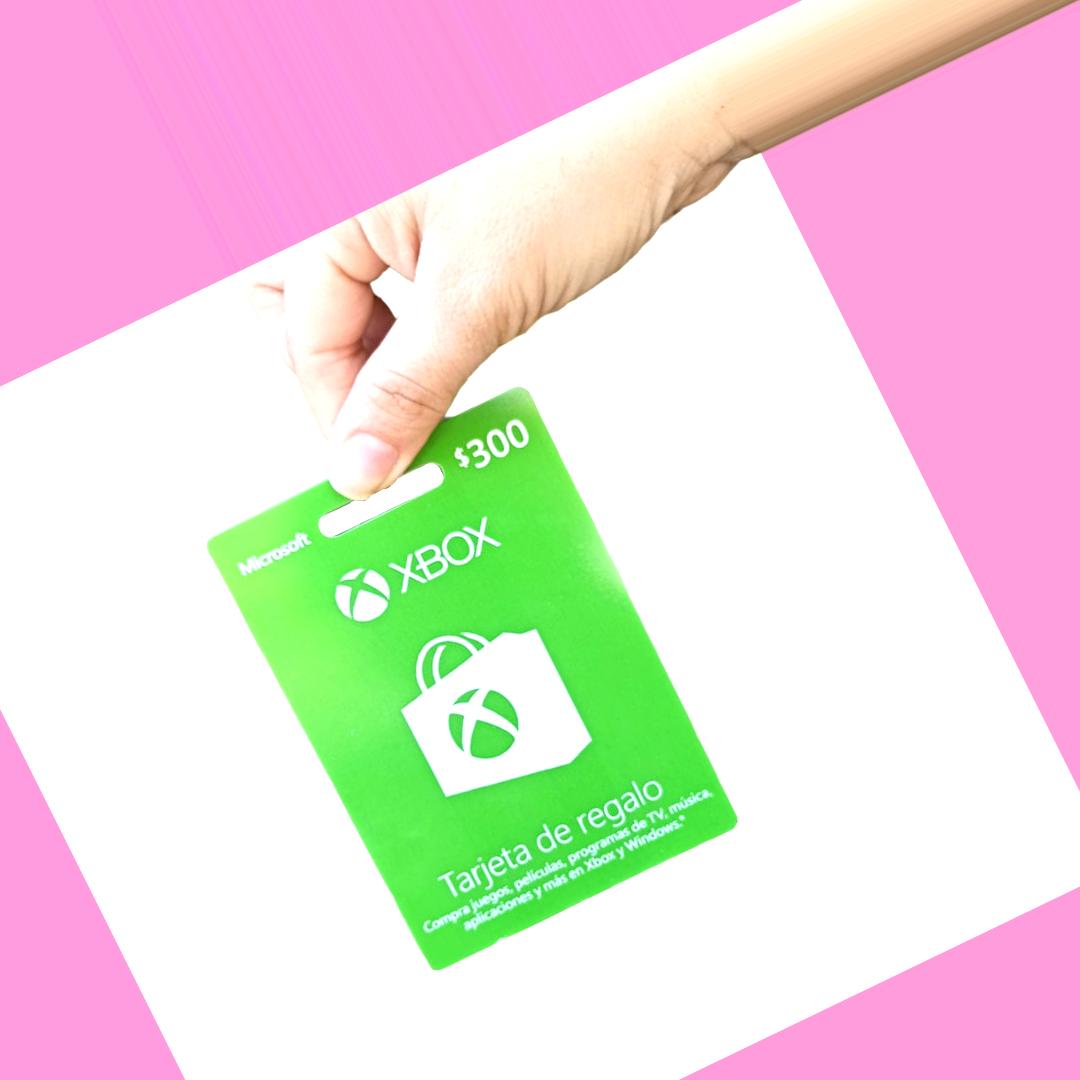 $300
Microsoft
XBOX
Tarjeta de regalo
Compra juegos, películas, programas de TV, música,
aplicaciones y más en Xbox y Windows.*